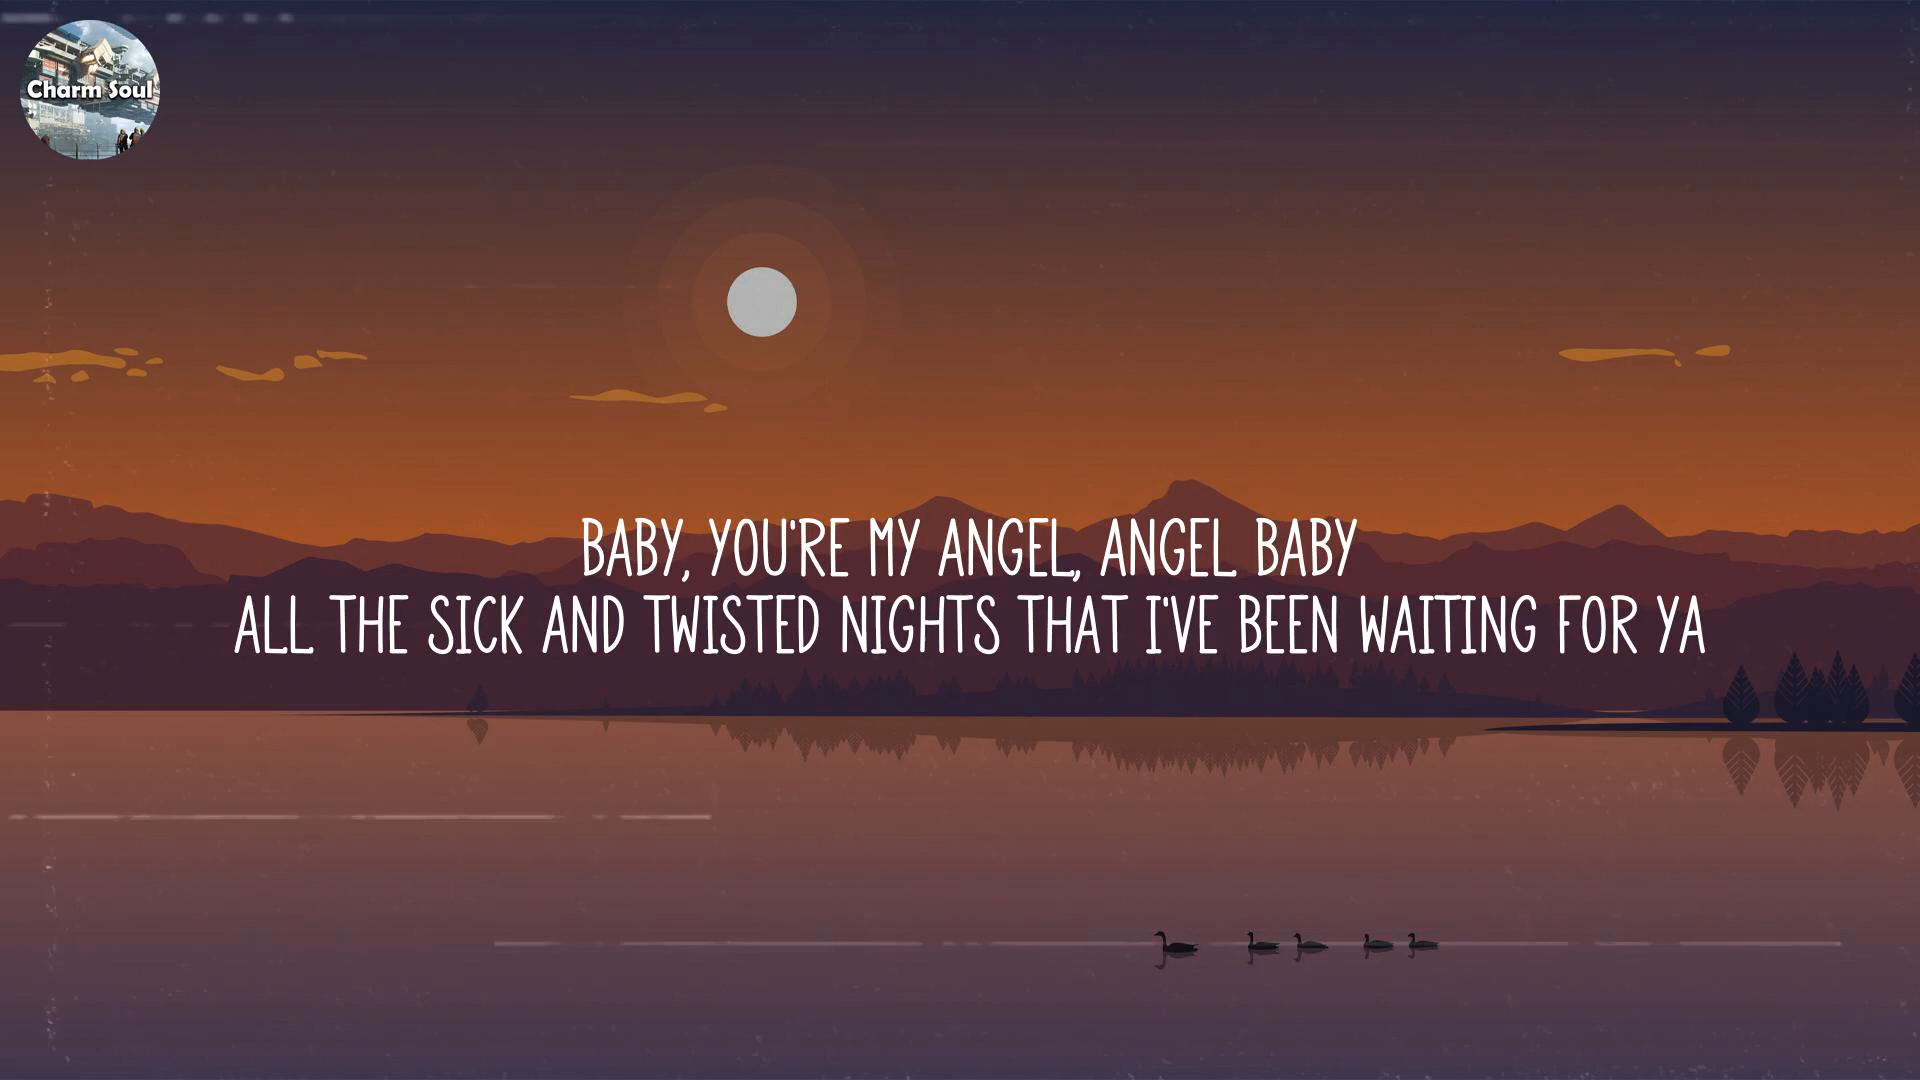 Charm Soul
BABY, YOU'RE MY ANGEL, ANGEL BABY
ALL THE SICK AND TWISTED NIGHTS THAT I'VE BEEN WAITING FOR YA